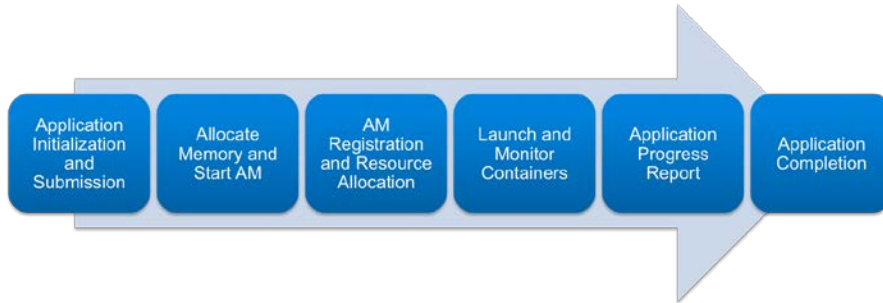 Application
Initialization
and
Submission
Allocate
Memory and
Start AM
AM
Registration
and Resource
Allocation
Launch and
Monitor
Containers
Application
Progress
Report
Application
Completion